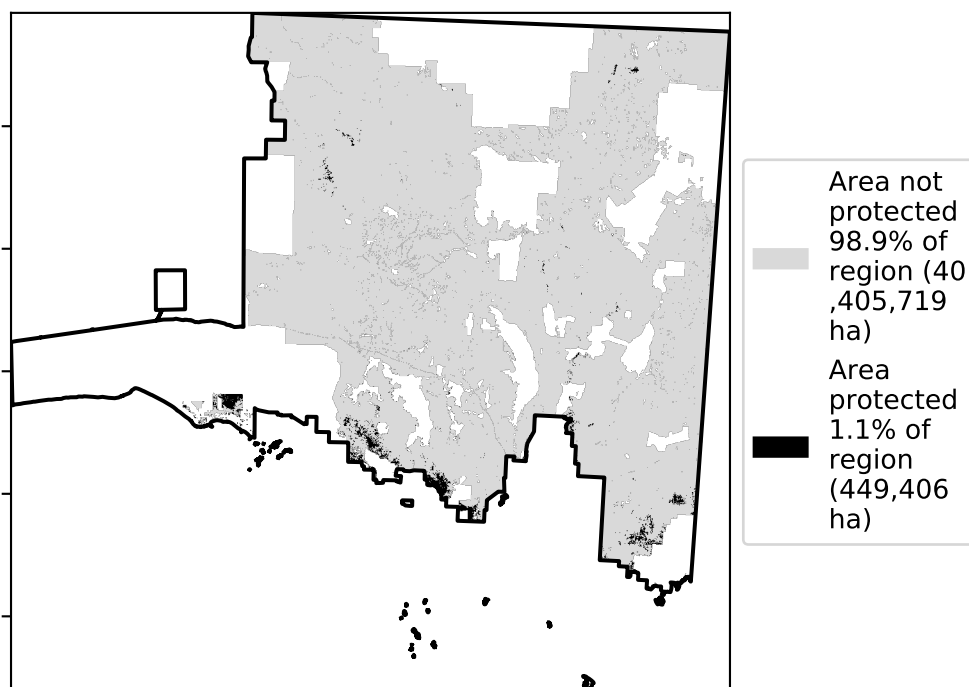 Area not
protected
98.9% of
region (40
,405,719
ha)
Area
protected
1.1% of
region
(449,406
ha)